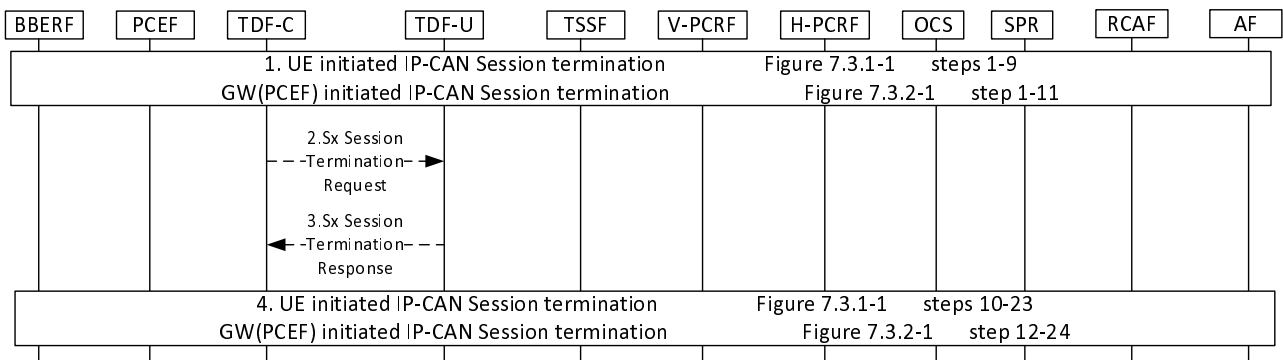 BBERF PCEF TDF-C TDF-U TSSF V-PCRF H-PCRF OCS SPR RCAF AF
1. UE initiated IP-CAN Session termination Figure 7.3.1-1 steps 1-9
GW(PCEF) initiated IP-CAN Session termination Figure 7.3.2-1 step 1-11
2.Sx Session
Termination
Request
3.Sx Session
Termination
Response
4. UE initiated IP-CAN Session termination Figure 7.3.1-1 steps 10-23
GW(PCEF) initiated IP-CAN Session termination Figure 7.3.2-1 step 12-24